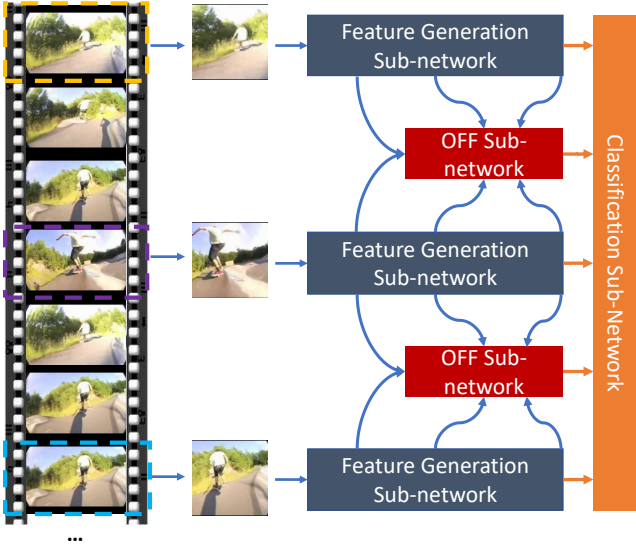 Feature Generation
Sub-network
OFF Sub-
network
Feature Generation
Sub-network
OFF Sub-
network
Feature Generation
Sub-network
Classification Sub-Network
...